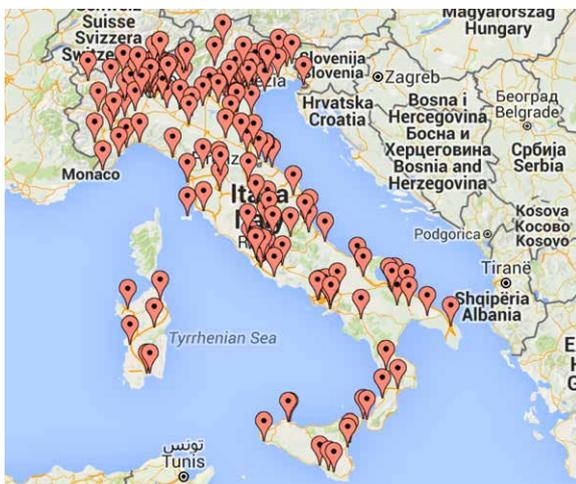 Suisse
Svizzera
Magyarország
Hungary
Slovenija
Slovenia
Zagreb
Hrvatska
Croatia
Bosna i
Hercegovina
Босна и
Херцеговина
Bosnia and
Herzegovina
Београд
Belgrade
Србија
Serbia
Monaco
Kosova
Косово
Kosovo
Podgorica
Tiranë
Shqipëria
Albania
Tyrrhenian Sea
تونس
Tunis